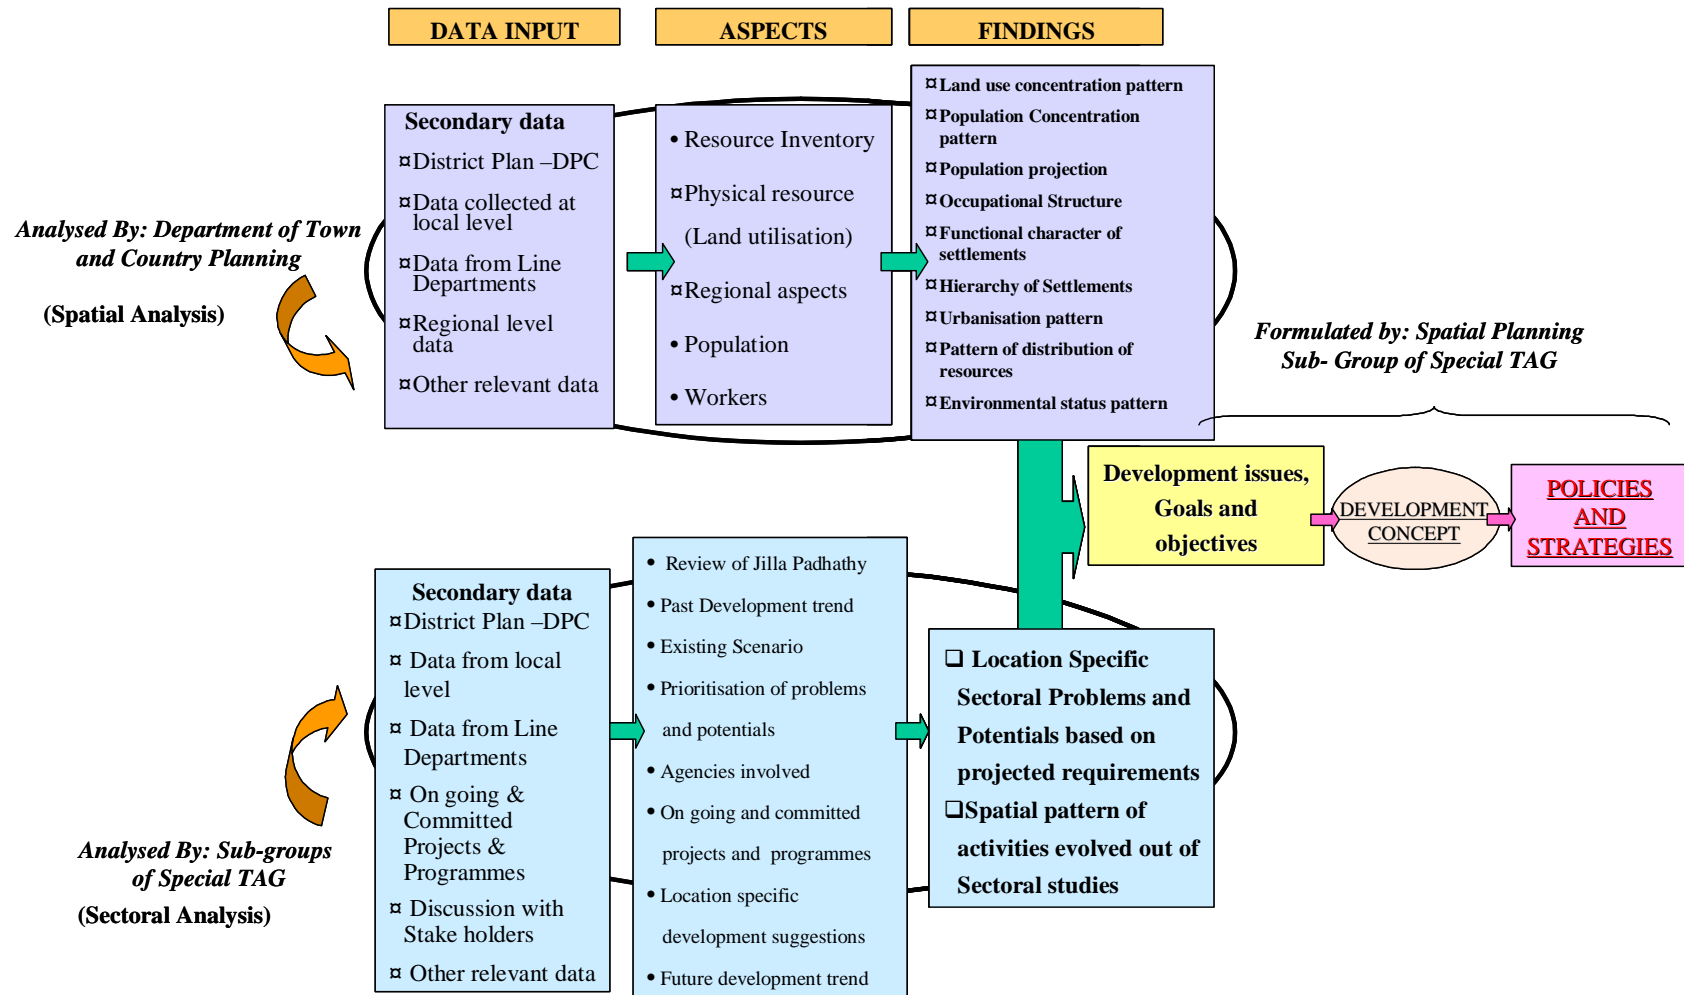 DATA INPUT
ASPECTS
FINDINGS
Analysed By: Department of Town
and Country Planning
(Spatial Analysis)
Secondary data
¤District Plan –DPC
¤Data collected at
local level
¤Data from Line
Departments
¤Regional level
data
¤Other relevant data
• Resource Inventory
¤Physical resource
(Land utilisation)
¤Regional aspects
• Population
• Workers
¤Land use concentration pattern
¤Population Concentration
pattern
¤Population projection
¤Occupational Structure
¤Functional character of
settlements
¤Hierarchy of Settlements
¤Urbanisation pattern
¤Pattern of distribution of
resources
¤Environmental status pattern
Formulated by: Spatial Planning
Sub- Group of Special TAG
Development issues,
Goals and
objectives
DEVELOPMENT
CONCEPT
POLICIES
AND
STRATEGIES
Analysed By: Sub-groups
of Special TAG
(Sectoral Analysis)
Secondary data
¤District Plan –DPC
¤ Data from local
level
¤ Data from Line
Departments
¤ On going &
Committed
Projects &
Programmes
¤ Discussion with
Stake holders
¤ Other relevant data
• Review of Jilla Padhathy
• Past Development trend
• Existing Scenario
• Prioritisation of problems
and potentials
• Agencies involved
• On going and committed
projects and programmes
• Location specific
development suggestions
• Future development trend
❑ Location Specific
Sectoral Problems and
Potentials based on
projected requirements
❑Spatial pattern of
activities evolved out of
Sectoral studies